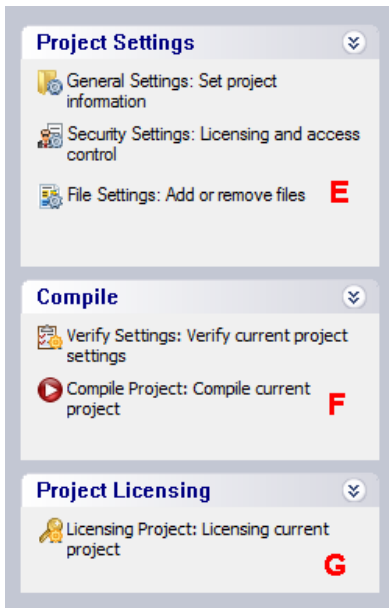 Project Settings
General Settings: Set project
information
Security Settings: Licensing and access
control
File Settings: Add or remove files E
Compile
Verify Settings: Verify current project
settings
Compile Project: Compile current
project F
Project Licensing
Licensing Project: Licensing current
project G